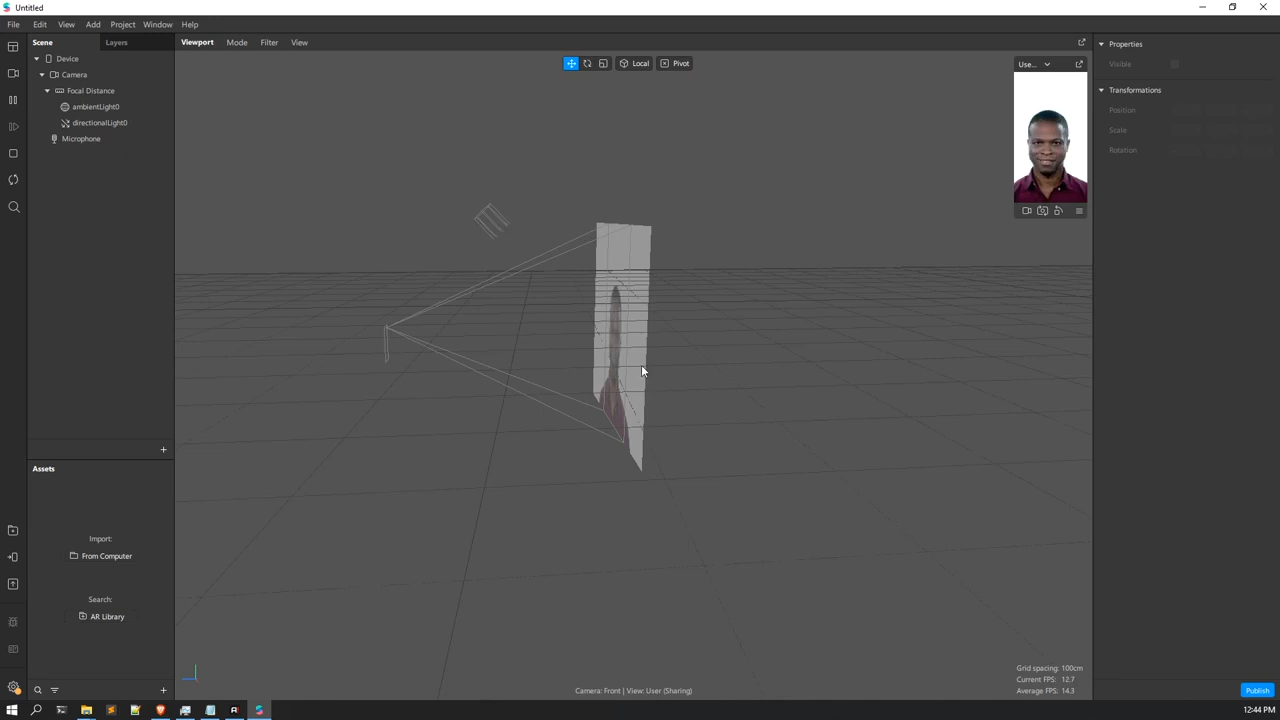 Untitled
File Edit View Add Project Window Help
Scene Layers
Viewport Mode Filter View
Properties
Device
Local Pivot
Use...
Visible
Camera
Focal Distance
Transformations
ambientLight0
Position
directionalLight0
Scale
Microphone
Rotation
Assets
Import:
From Computer
Search:
AR Library
Grid spacing: 100cm
Current FPS: 12.7
Average FPS: 14.3
Camera: Front | View: User (Sharing)
Publish
12:44 PM